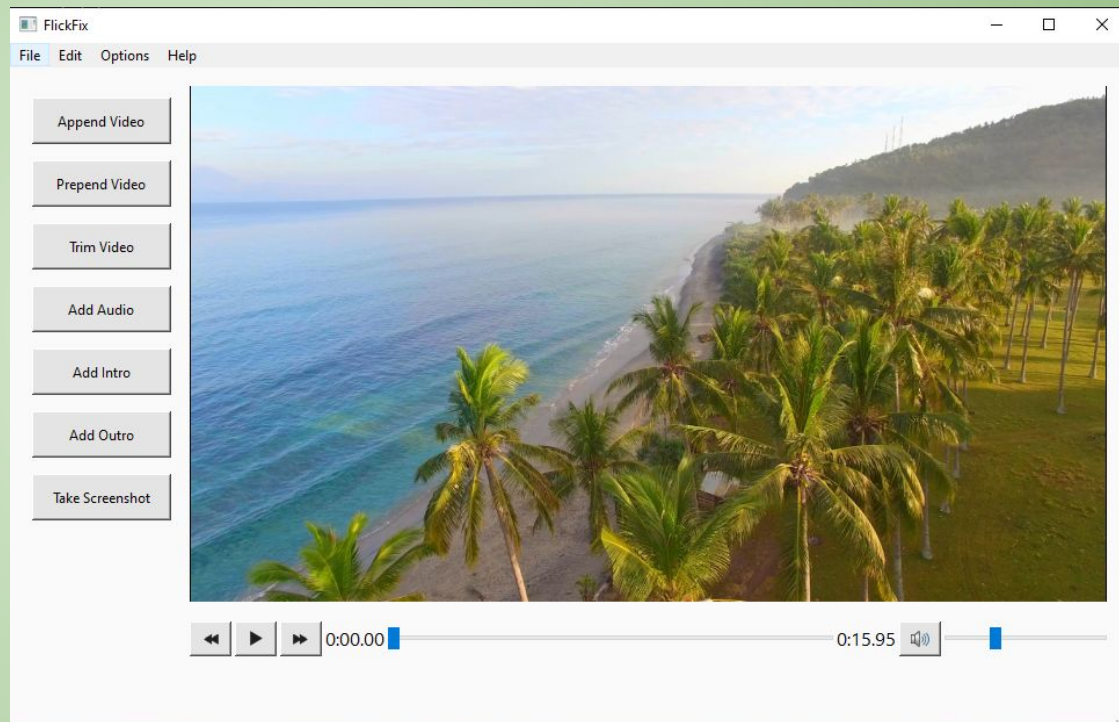 FlickFix
File Edit Options Help
Append Video
Prepend Video
Trim Video
Add Audio
Add Intro
Add Outro
Take Screenshot
0:00.00 0:15.95